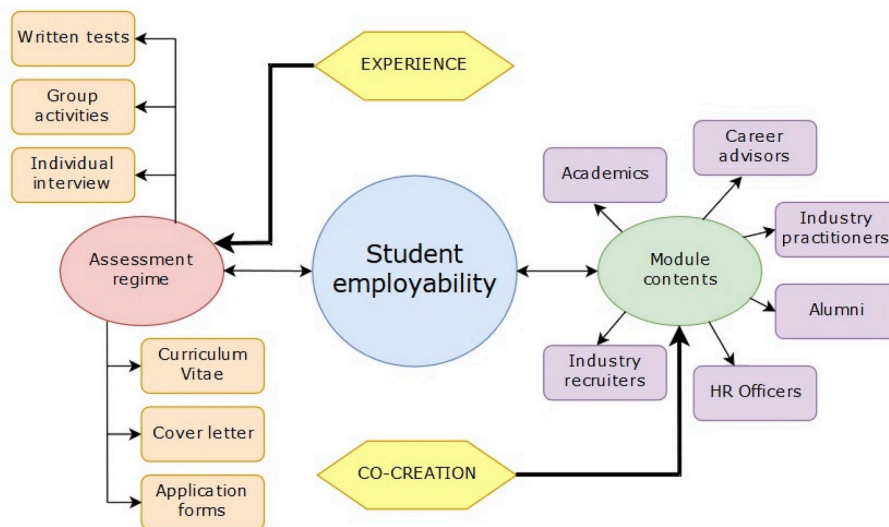 Written tests
Group
activities
Individual
interview
EXPERIENCE
Assessment
regime
Student
employability
Module
contents
Academics
Career
advisors
Industry
practitioners
Alumni
HR Officers
Industry
recruiters
Curriculum
Vitae
Cover letter
Application
forms
CO-CREATION